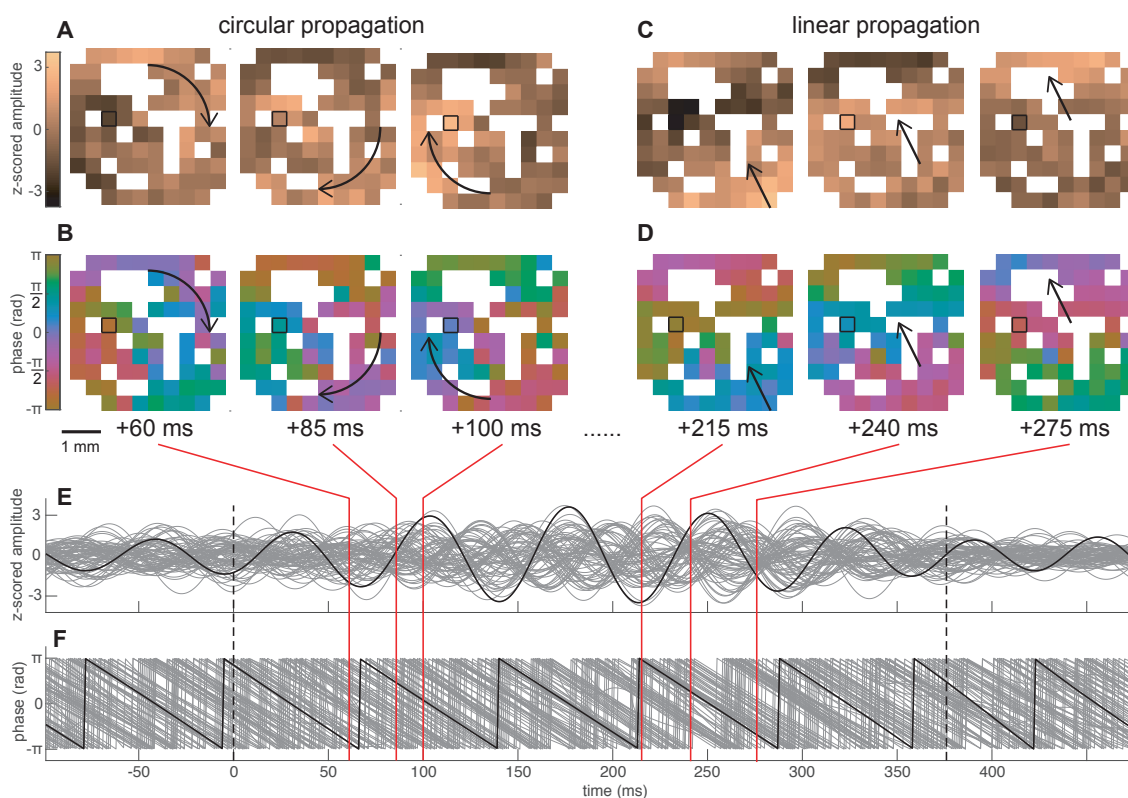 circular propagation
linear propagation
A
C
z-scored amplitude
3
0
-3
B
D
phase (rad)
π
π
2
0
-π
2
-π
1 mm
+60 ms
+85 ms
+100 ms
......
+215 ms
+240 ms
+275 ms
E
z-scored amplitude
3
0
-3
F
phase (rad)
π
0
-π
-50
0
50
100
150
200
250
300
350
400
time (ms)